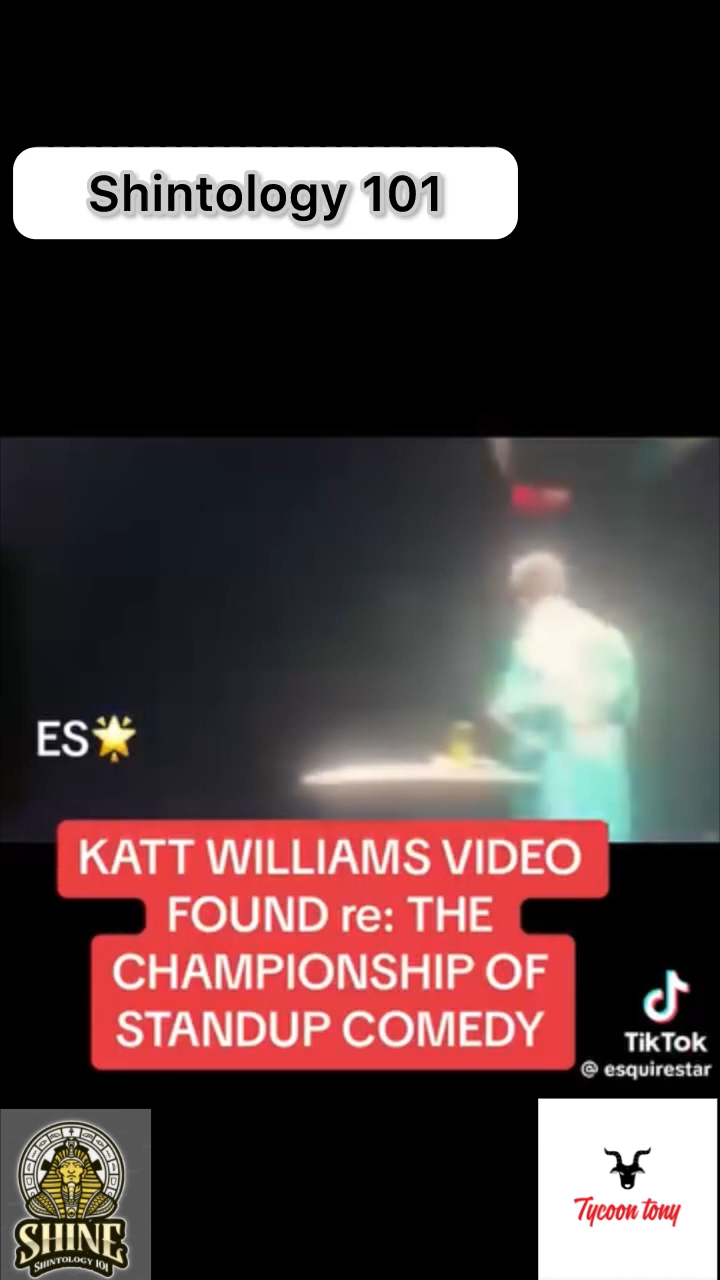 Shintology 101
ES🌟
KATT WILLIAMS VIDEO
FOUND re: THE
CHAMPIONSHIP OF
STANDUP COMEDY
TikTok
@ esquirestar
SHINE
SHINTOLOGY 101
Tycoon tony